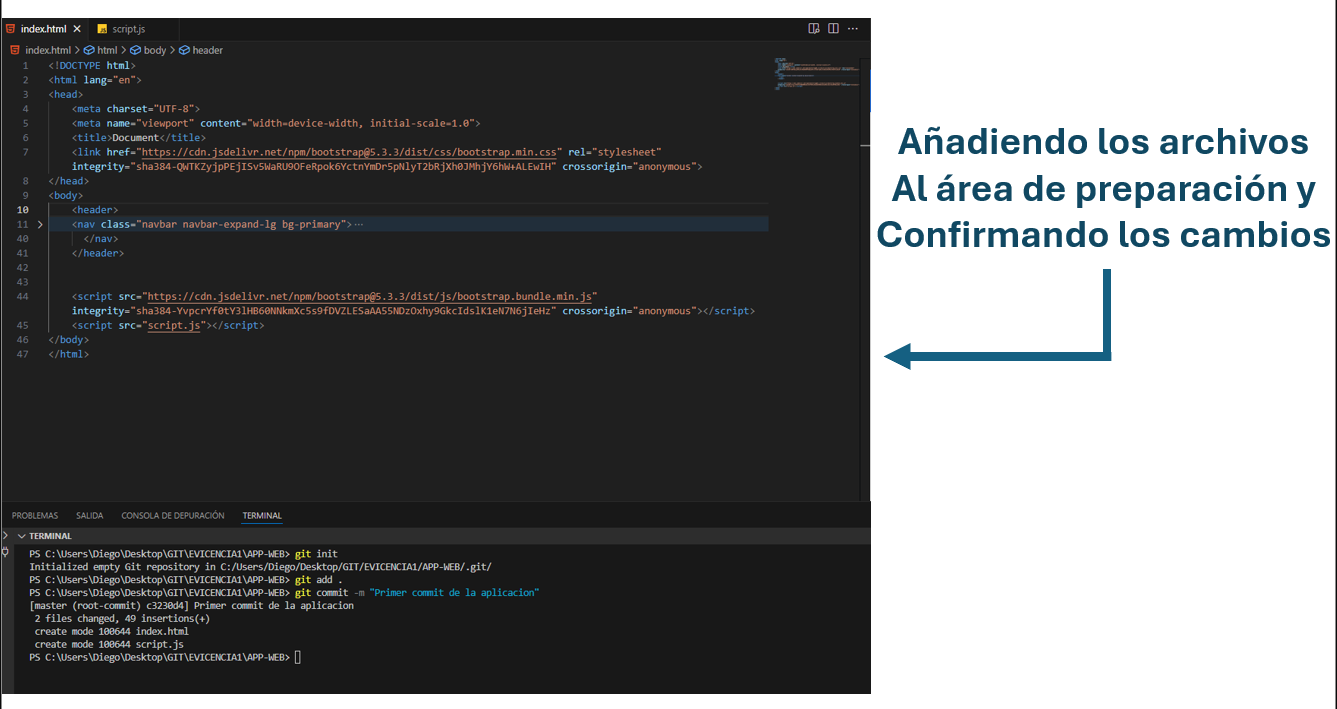 index.html
script.js
index.html > html > body > header
1 <!DOCTYPE html>
2 <html lang="en">
3 <head>
4 <meta charset="UTF-8">
5 <meta name="viewport" content="width=device-width, initial-scale=1.0">
6 <title>Document</title>
7 <link href="https://cdn.jsdelivr.net/npm/bootstrap@5.3.3/dist/css/bootstrap.min.css" rel="stylesheet"
integrity="sha384-QWTKZyjpPEjISv5WaRU9OFeRpok6YctnYmDr5pNlyT2bRjXh0JMhjY6hW+ALEwIH" crossorigin="anonymous">
8 </head>
9 <body>
10 <header>
11 <nav class="navbar navbar-expand-lg bg-primary">…
40 </nav>
41 </header>
42
43
44 <script src="https://cdn.jsdelivr.net/npm/bootstrap@5.3.3/dist/js/bootstrap.bundle.min.js"
integrity="sha384-YvpcrYf0tY3lHB60NNkmXc5s9fDVZLESaAA55NDzOxhy9GkcIdslK1eN7N6jIeHz" crossorigin="anonymous"></script>
45 <script src="script.js"></script>
46 </body>
47 </html>
Añadiendo los archivos
Al área de preparación y
Confirmando los cambios
PROBLEMAS SALIDA CONSOLA DE DEPURACIÓN TERMINAL
TERMINAL
PS C:\Users\Diego\Desktop\GIT\EVICENCIA1\APP-WEB> git init
Initialized empty Git repository in C:/Users/Diego/Desktop/GIT/EVICENCIA1/APP-WEB/.git/
PS C:\Users\Diego\Desktop\GIT\EVICENCIA1\APP-WEB> git add .
PS C:\Users\Diego\Desktop\GIT\EVICENCIA1\APP-WEB> git commit -m "Primer commit de la aplicacion"
[master (root-commit) c3230d4] Primer commit de la aplicacion
2 files changed, 49 insertions(+)
create mode 100644 index.html
create mode 100644 script.js
PS C:\Users\Diego\Desktop\GIT\EVICENCIA1\APP-WEB>